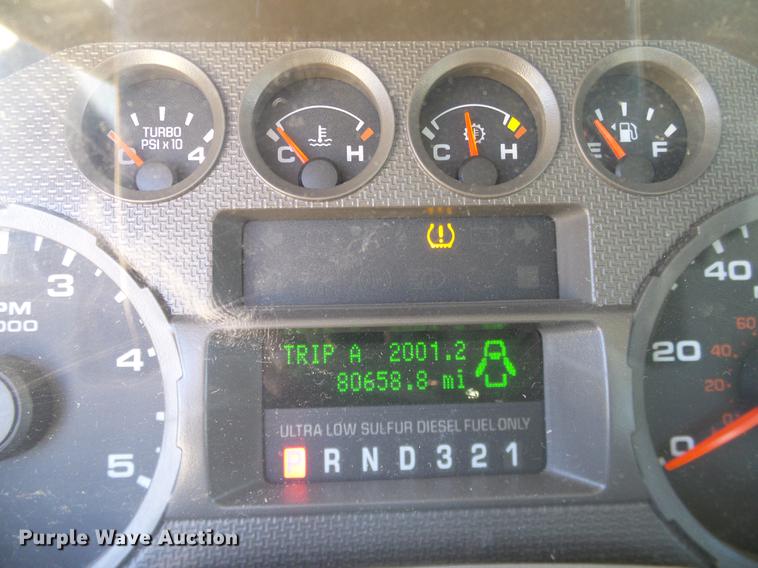 TURBO
PSI x 10
0 4
C H
C H
E F
3
PM
000
4
5
40
20
0
60
40
20
TRIP A 2001.2
80658.8 mi
ULTRA LOW SULFUR DIESEL FUEL ONLY
P R N D 3 2 1
Purple Wave Auction